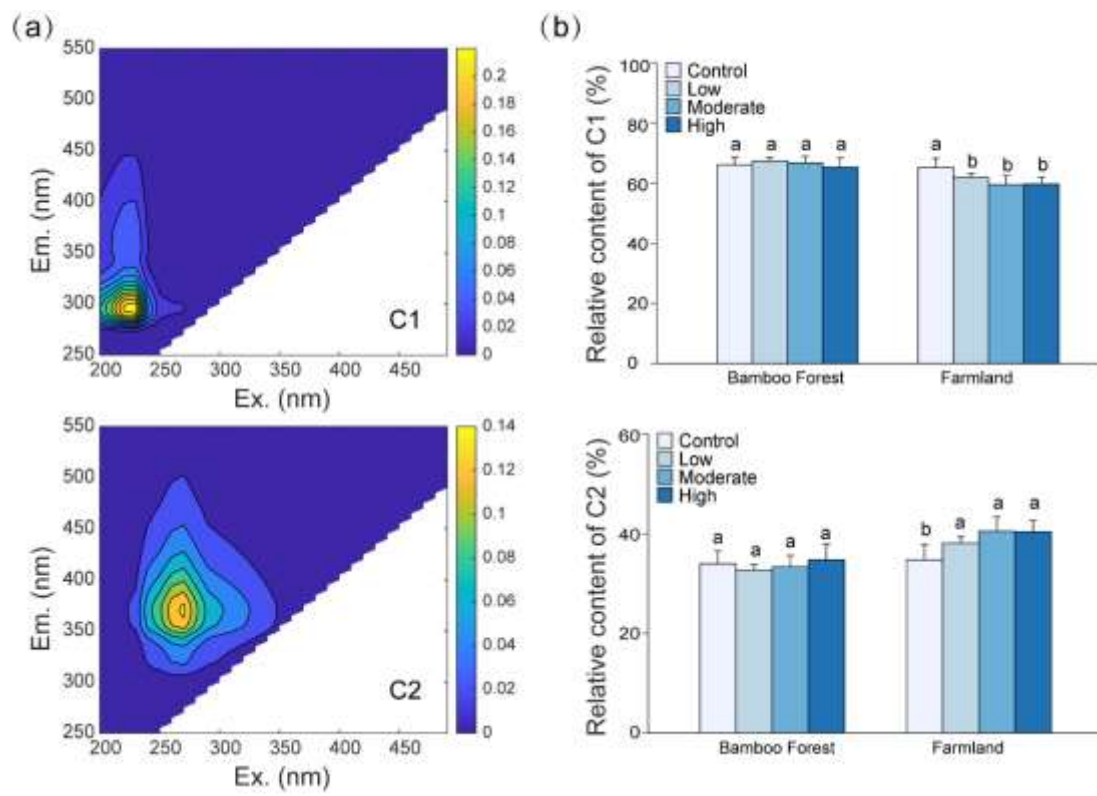 (a)
550
500
450
400
350
300
250
Em. (nm)
200 250 300 350 400 450
Ex. (nm)
C1
0.2
0.18
0.16
0.14
0.12
0.1
0.08
0.06
0.04
0.02
0
(b)
100
80
60
40
20
0
Relative content of C1 (%)
Control
Low
Moderate
High
a a a a a b b b
Bamboo Forest Farmland
550
500
450
400
350
300
250
Em. (nm)
200 250 300 350 400 450
Ex. (nm)
C2
0.14
0.12
0.1
0.08
0.06
0.04
0.02
0
60
40
20
0
Relative content of C2 (%)
Control
Low
Moderate
High
a a a a b a a a
Bamboo Forest Farmland